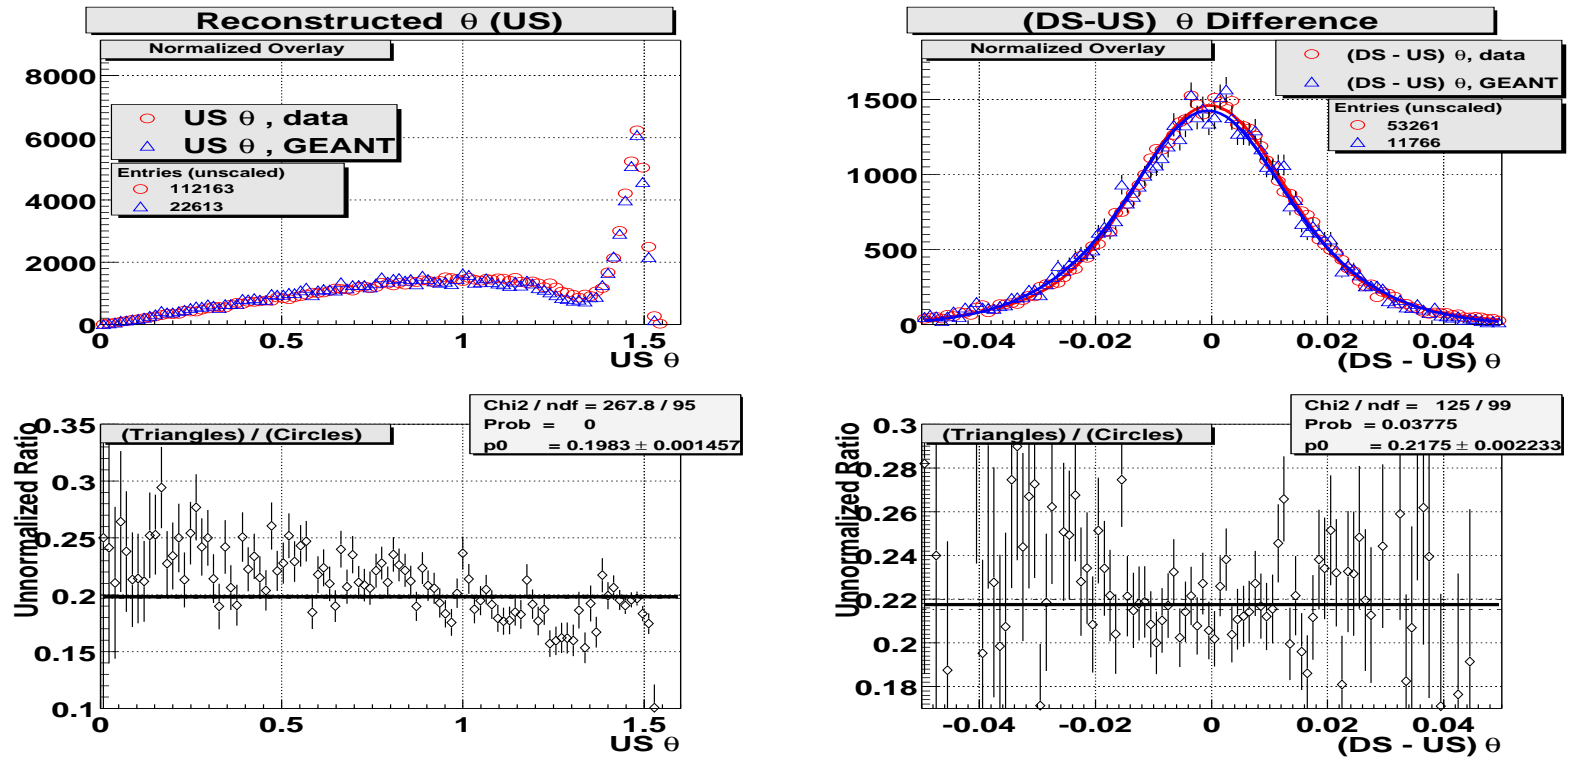 Reconstructed θ (US)
Normalized Overlay
8000
6000
4000
2000
0
US θ , data
US θ , GEANT
Entries (unscaled)
112163
22613
0 0.5 1 1.5
US θ
(DS-US) θ Difference
Normalized Overlay
(DS - US) θ, data
(DS - US) θ, GEANT
Entries (unscaled)
53261
11766
1500
1000
500
0
-0.04 -0.02 0 0.02 0.04
(DS - US) θ
Unnormalized Ratio
(Triangles) / (Circles)
Chi2 / ndf = 267.8 / 95
Prob = 0
p0 = 0.1983 ± 0.001457
0.35
0.3
0.25
0.2
0.15
0.1
0 0.5 1 1.5
US θ
Unnormalized Ratio
(Triangles) / (Circles)
Chi2 / ndf = 125 / 99
Prob = 0.03775
p0 = 0.2175 ± 0.002233
0.3
0.28
0.26
0.24
0.22
0.2
0.18
-0.04 -0.02 0 0.02 0.04
(DS - US) θ